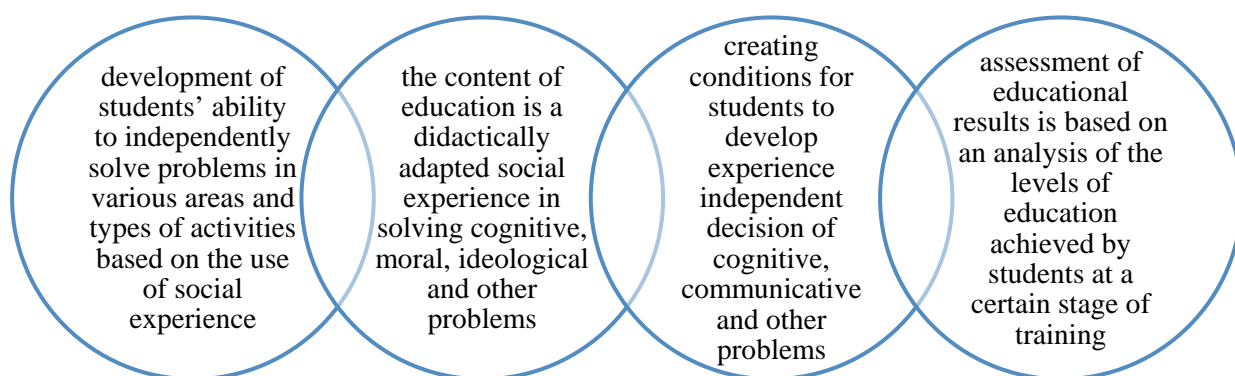 development of
students’ ability
to independently
solve problems in
various areas and
types of activities
based on the use
of social
experience
the content of
education is a
didactically
adapted social
experience in
solving cognitive,
moral, ideological
and other
problems
creating
conditions for
students to
develop
experience
independent
decision of
cognitive,
communicative
and other
problems
assessment of
educational
results is based on
an analysis of the
levels of
education
achieved by
students at a
certain stage of
training